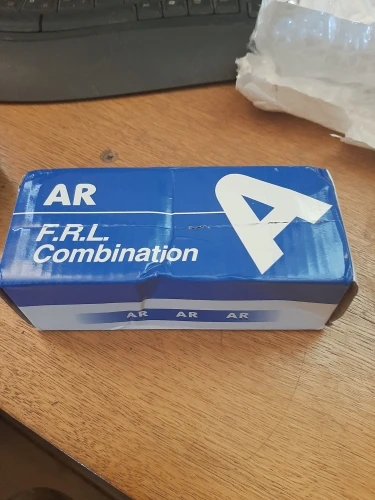 AR
F.R.L.
Combination
A
AR AR AR